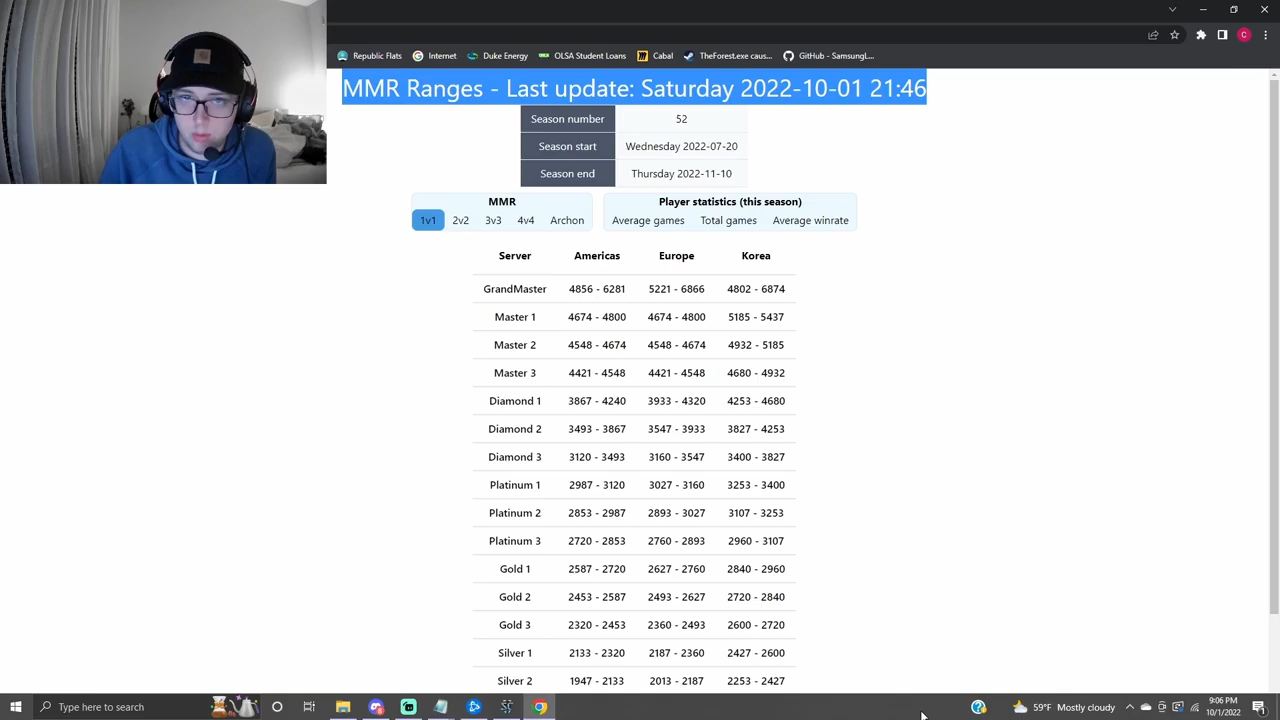 Republic Flats Internet Duke Energy OLSA Student Loans Cabal TheForest.exe caus... GitHub - SamsungL...
MMR Ranges - Last update: Saturday 2022-10-01 21:46
Season number 52
Season start Wednesday 2022-07-20
Season end Thursday 2022-11-10
MMR
1v1 2v2 3v3 4v4 Archon
Player statistics (this season)
Average games Total games Average winrate
Server Americas Europe Korea
GrandMaster 4856 - 6281 5221 - 6866 4802 - 6874
Master 1 4674 - 4800 4674 - 4800 5185 - 5437
Master 2 4548 - 4674 4548 - 4674 4932 - 5185
Master 3 4421 - 4548 4421 - 4548 4680 - 4932
Diamond 1 3867 - 4240 3933 - 4320 4253 - 4680
Diamond 2 3493 - 3867 3547 - 3933 3827 - 4253
Diamond 3 3120 - 3493 3160 - 3547 3400 - 3827
Platinum 1 2987 - 3120 3027 - 3160 3253 - 3400
Platinum 2 2853 - 2987 2893 - 3027 3107 - 3253
Platinum 3 2720 - 2853 2760 - 2893 2960 - 3107
Gold 1 2587 - 2720 2627 - 2760 2840 - 2960
Gold 2 2453 - 2587 2493 - 2627 2720 - 2840
Gold 3 2320 - 2453 2360 - 2493 2600 - 2720
Silver 1 2133 - 2320 2187 - 2360 2427 - 2600
Silver 2 1947 - 2133 2013 - 2187 2253 - 2427
Type here to search
59°F Mostly cloudy
9:06 PM
10/1/2022